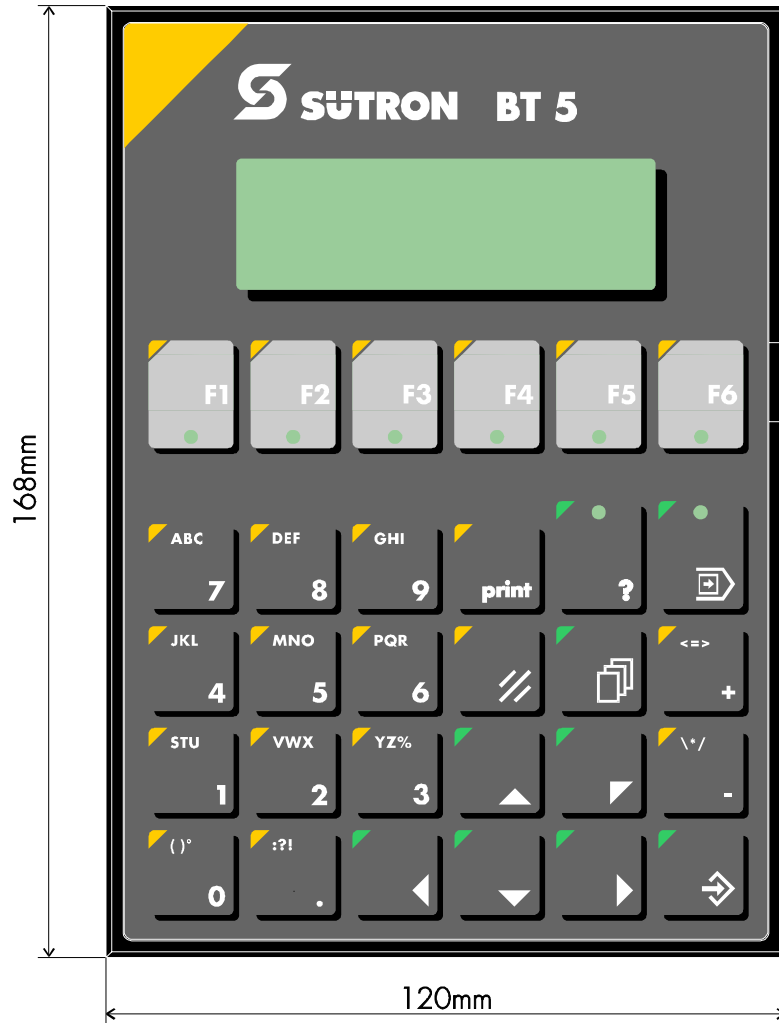 SÜTRON BT 5
F1 F2 F3 F4 F5 F6
168mm
ABC DEF GHI
7 8 9 print ?
JKL MNO PQR <=>
4 5 6 +
STU VWX YZ% \*/
1 2 3 -
( )° :?!
0 .
120mm